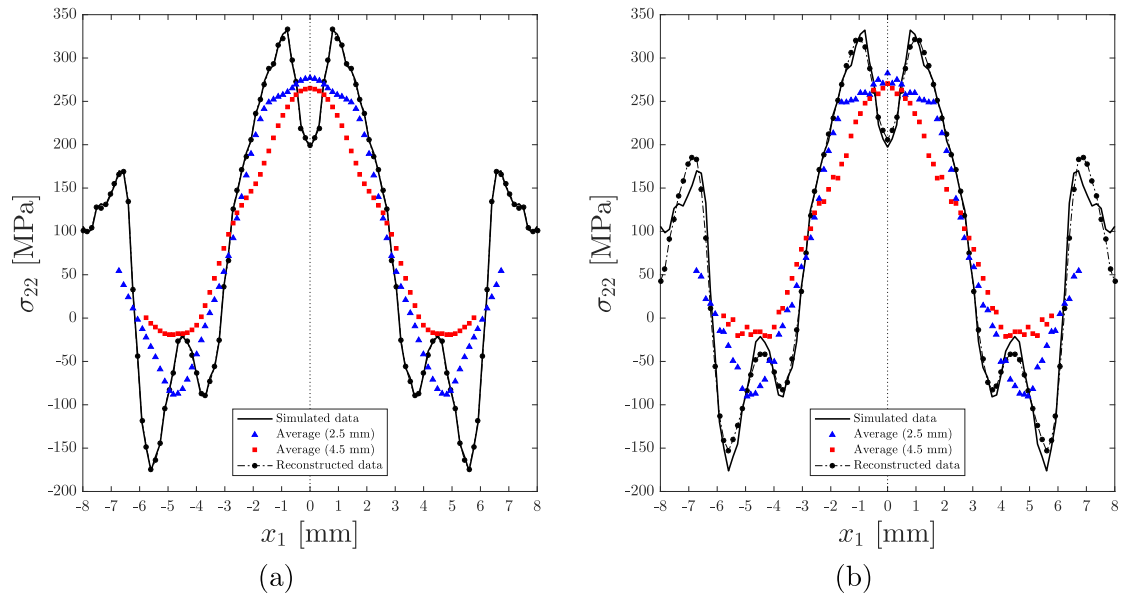 350
300
250
200
150
100
50
0
-50
-100
-150
-200
σ22 [MPa]
-8 -7 -6 -5 -4 -3 -2 -1 0 1 2 3 4 5 6 7 8
x1 [mm]
Simulated data
Average (2.5 mm)
Average (4.5 mm)
Reconstructed data
(a)
350
300
250
200
150
100
50
0
-50
-100
-150
-200
σ22 [MPa]
-8 -7 -6 -5 -4 -3 -2 -1 0 1 2 3 4 5 6 7 8
x1 [mm]
Simulated data
Average (2.5 mm)
Average (4.5 mm)
Reconstructed data
(b)